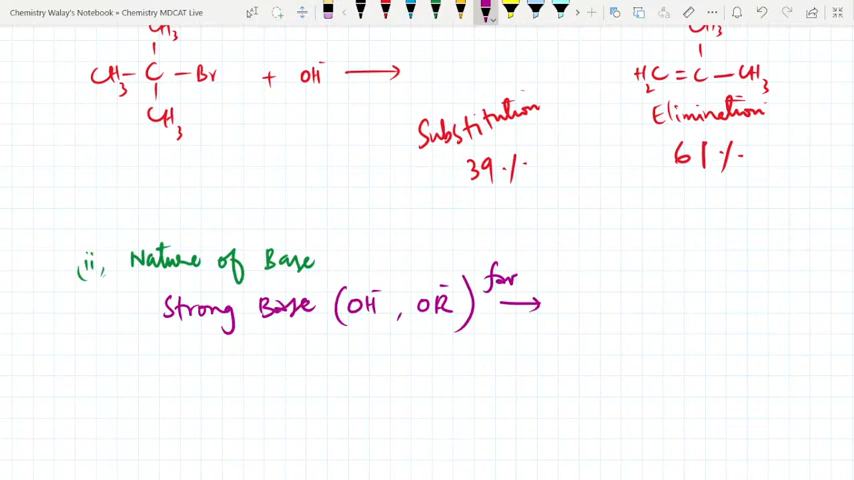 Chemistry Walay's Notebook » Chemistry MDCAT Live
CH3 CH3
CH3 – C – Br + OH⁻ ⟶ H2C = C – CH3
CH3
Substitution Elimination
39 % 61 %
(ii, Nature of Base
Strong Base (OH⁻, OR⁻) for ⟶